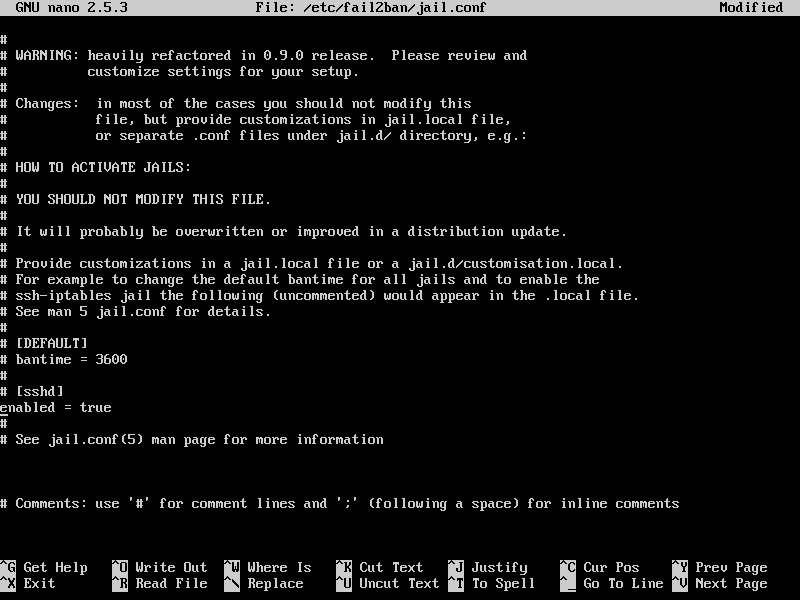 GNU nano 2.5.3 File: /etc/fail2ban/jail.conf Modified
#
# WARNING: heavily refactored in 0.9.0 release.  Please review and
#          customize settings for your setup.
#
# Changes:  in most of the cases you should not modify this
#           file, but provide customizations in jail.local file,
#           or separate .conf files under jail.d/ directory, e.g.:
#
# HOW TO ACTIVATE JAILS:
#
# YOU SHOULD NOT MODIFY THIS FILE.
#
# It will probably be overwritten or improved in a distribution update.
#
# Provide customizations in a jail.local file or a jail.d/customisation.local.
# For example to change the default bantime for all jails and to enable the
# ssh-iptables jail the following (uncommented) would appear in the .local file.
# See man 5 jail.conf for details.
#
# [DEFAULT]
# bantime = 3600
#
# [sshd]
enabled = true
#
# See jail.conf(5) man page for more information
# Comments: use '#' for comment lines and ';' (following a space) for inline comments
^G Get Help ^O Write Out ^W Where Is ^K Cut Text ^J Justify ^C Cur Pos ^Y Prev Page
^X Exit ^R Read File ^\ Replace ^U Uncut Text ^T To Spell ^_ Go To Line ^V Next Page